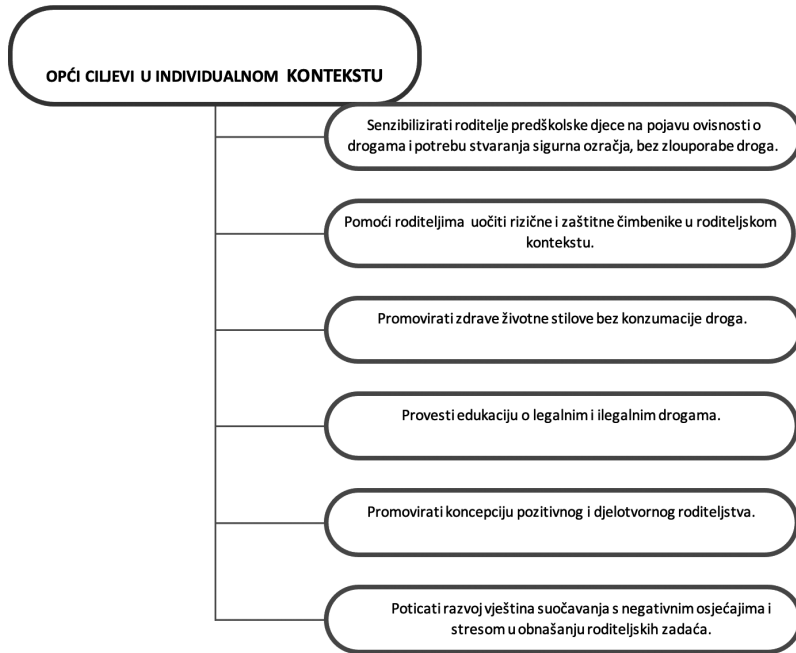 OPĆI CILJEVI U INDIVIDUALNOM KONTEKSTU
Senzibilizirati roditelje predškolske djece na pojavu ovisnosti o
drogama i potrebu stvaranja sigurna ozračja, bez zlouporabe droga.
Pomoći roditeljima uočiti rizične i zaštitne čimbenike u roditeljskom
kontekstu.
Promovirati zdrave životne stilove bez konzumacije droga.
Provesti edukaciju o legalnim i ilegalnim drogama.
Promovirati koncepciju pozitivnog i djelotvornog roditeljstva.
Poticati razvoj vještina suočavanja s negativnim osjećajima i
stresom u obnašanju roditeljskih zadaća.